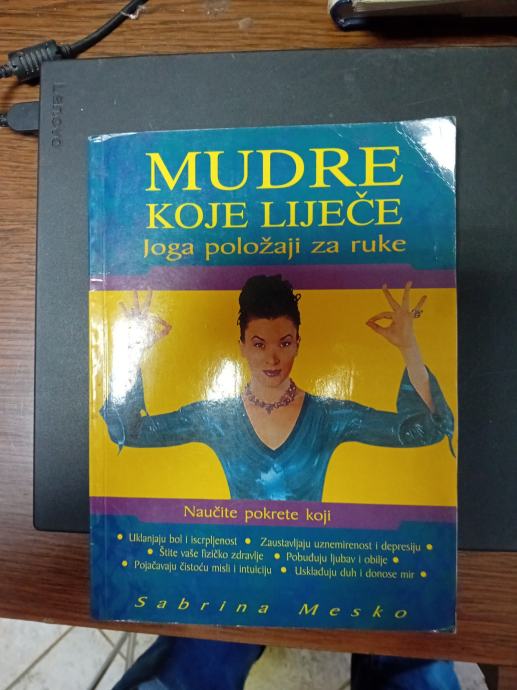 Lenovo
MUDRE
KOJE LIJEČE
Joga položaji za ruke
Naučite pokrete koji
• Uklanjaju bol i iscrpljenost • Zaustavljaju uznemirenost i depresiju •
• Štite vaše fizičko zdravlje • Pobuđuju ljubav i obilje •
• Pojačavaju čistoću misli i intuiciju • Usklađuju duh i donose mir •
Sabrina Mesko